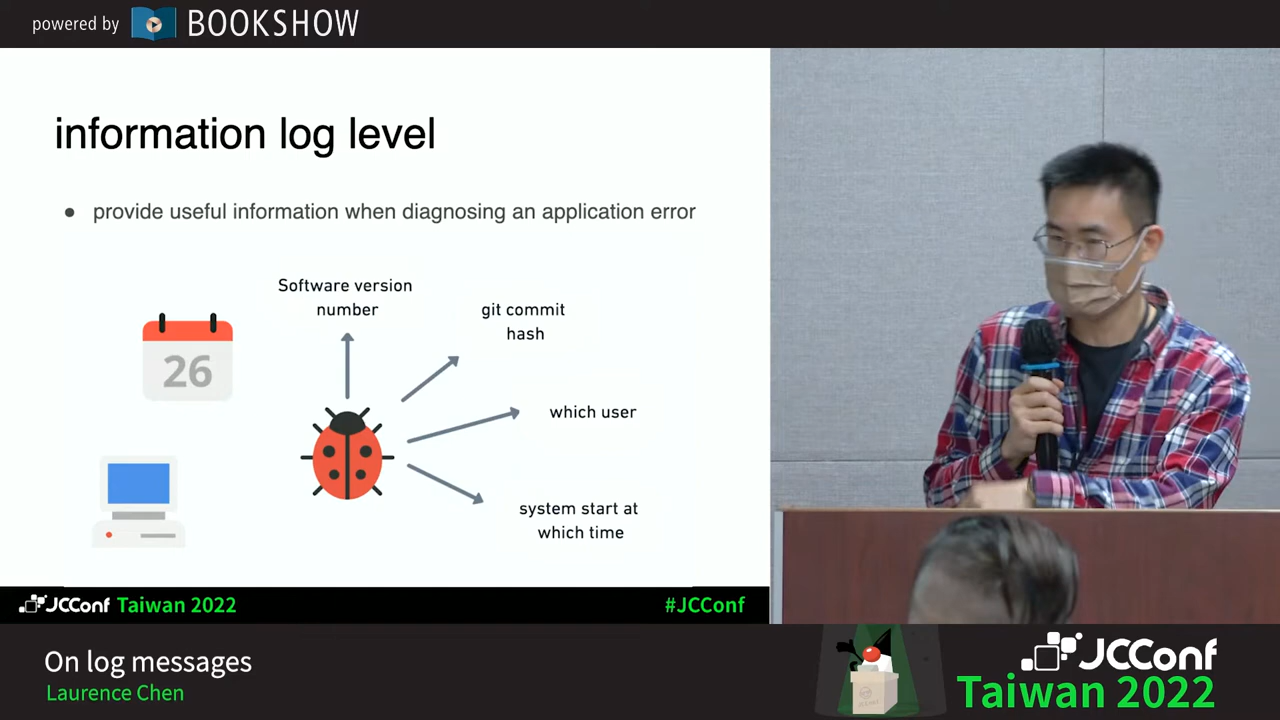 powered by BOOKSHOW
information log level
● provide useful information when diagnosing an application error
Software version
number
git commit
hash
26
which user
system start at
which time
JCConf Taiwan 2022
#JCConf
On log messages
Laurence Chen
JCConf
Taiwan 2022